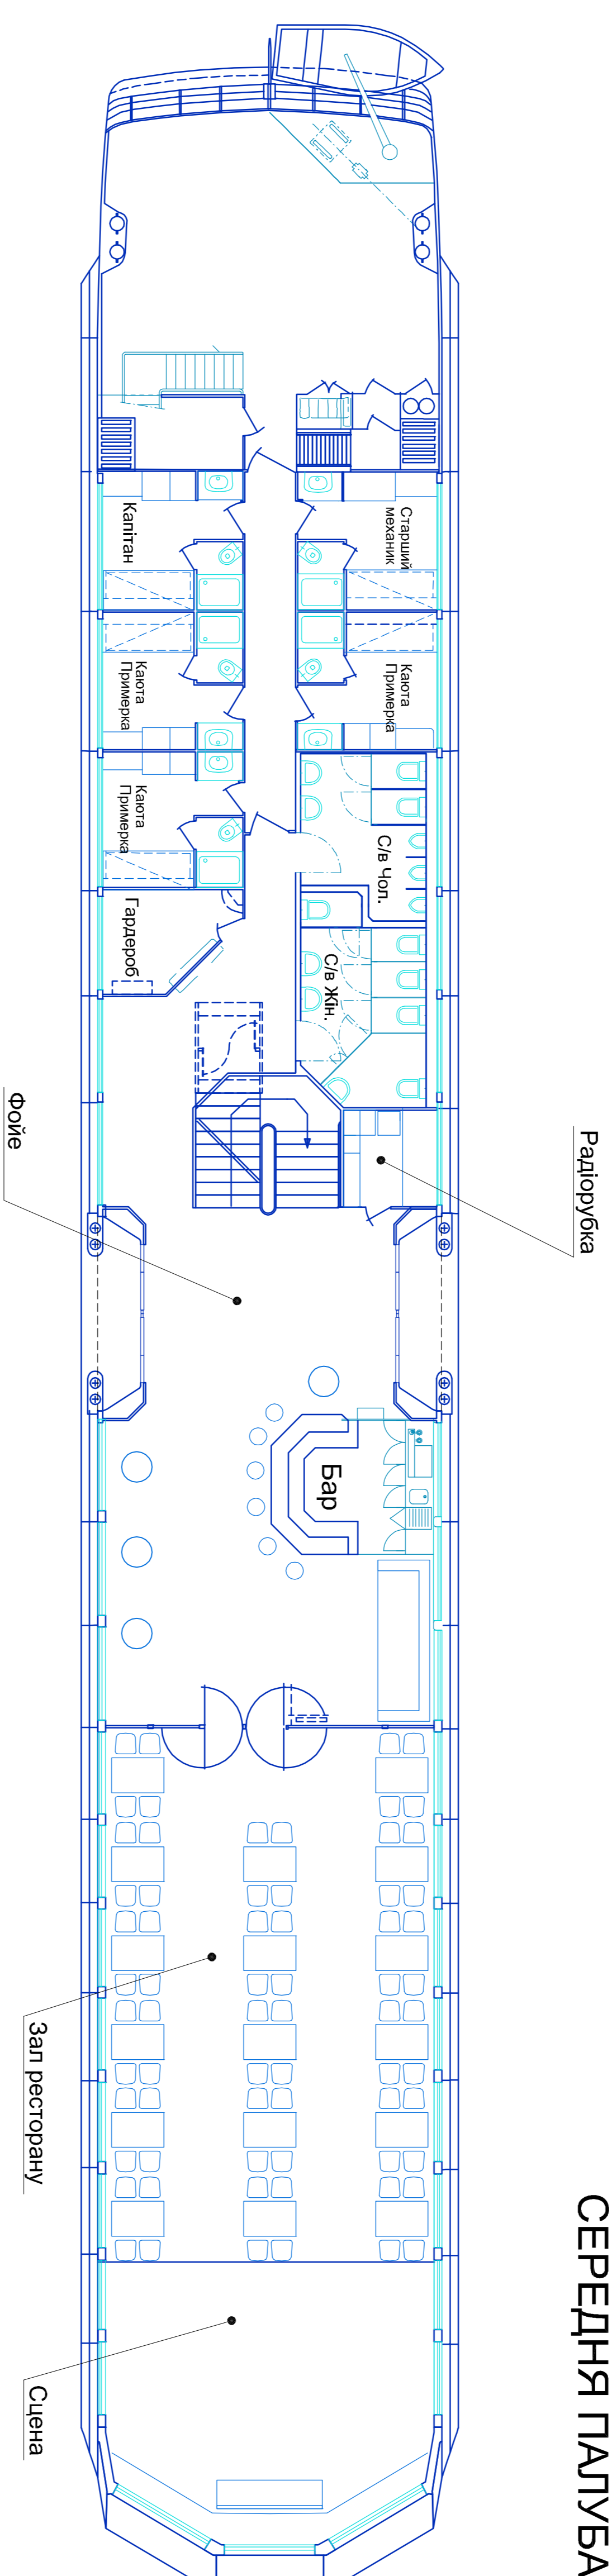 СЕРЕДНЯ ПАЛУБА
Радіорубка
Старший
механик
Каюта
Примерка
С/в Чол.
С/в Жін.
Бар
Капітан
Каюта
Примерка
Каюта
Примерка
Гардероб
Фойє
Зал ресторану
Сцена